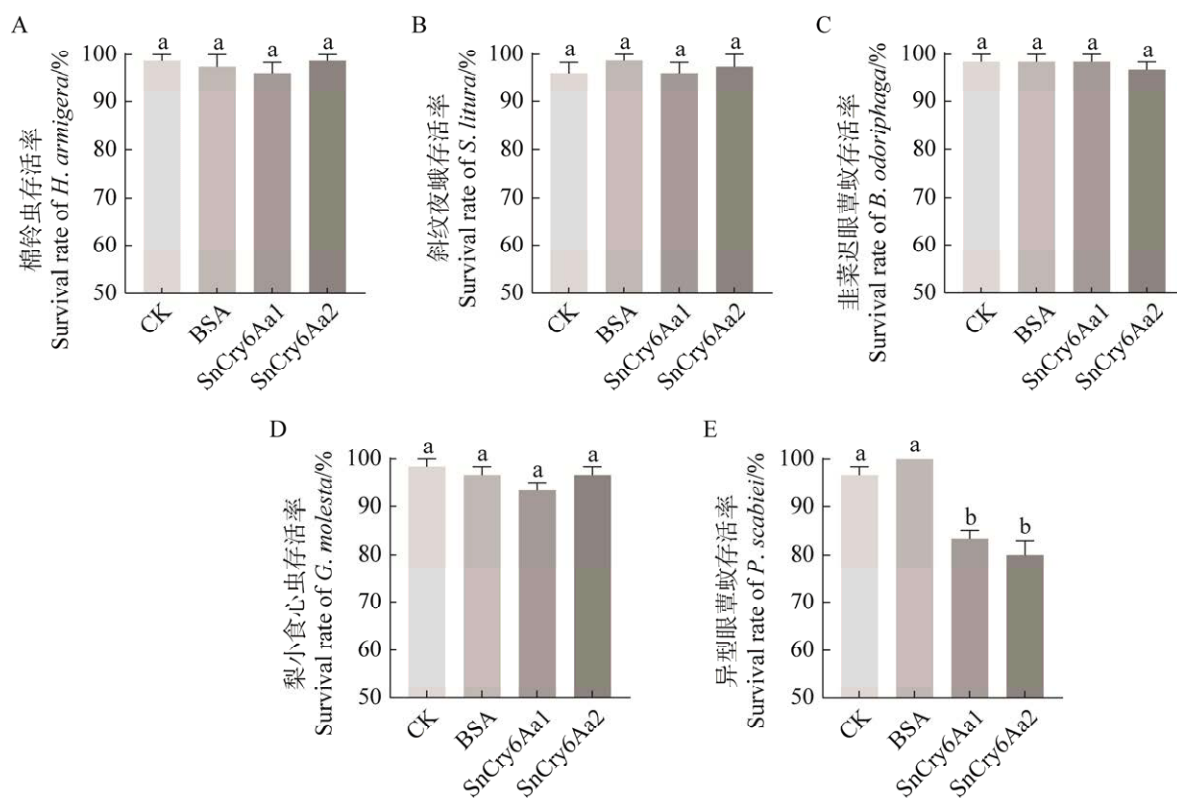 A
棉铃虫存活率
Survival rate of H. armigera/%
100
90
80
70
60
50
a
a
a
a
CK
BSA
SnCry6Aa1
SnCry6Aa2
B
斜纹夜蛾存活率
Survival rate of S. litura/%
100
90
80
70
60
50
a
a
a
a
CK
BSA
SnCry6Aa1
SnCry6Aa2
C
韭菜迟眼蕈蚊存活率
Survival rate of B. odoriphaga/%
100
90
80
70
60
50
a
a
a
a
CK
BSA
SnCry6Aa1
SnCry6Aa2
D
梨小食心虫存活率
Survival rate of G. molesta/%
100
90
80
70
60
50
a
a
a
a
CK
BSA
SnCry6Aa1
SnCry6Aa2
E
异型眼蕈蚊存活率
Survival rate of P. scabiei/%
100
90
80
70
60
50
a
a
b
b
CK
BSA
SnCry6Aa1
SnCry6Aa2